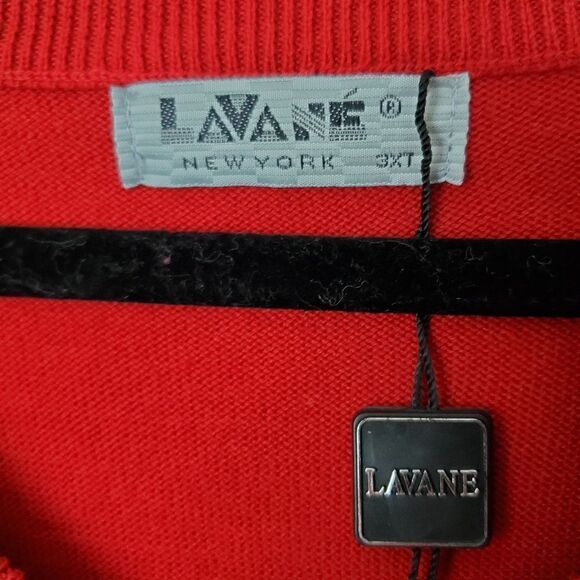 LAVANÉ ®
NEW YORK 3XT
LAVANE